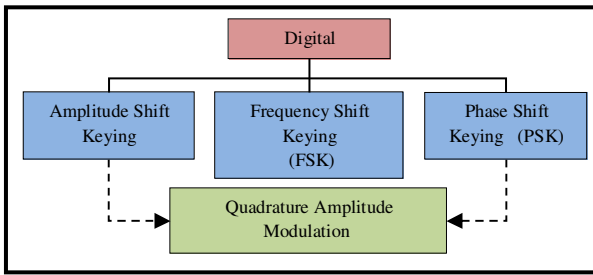 Digital
Amplitude Shift
Keying
Frequency Shift
Keying
(FSK)
Phase Shift
Keying (PSK)
Quadrature Amplitude
Modulation